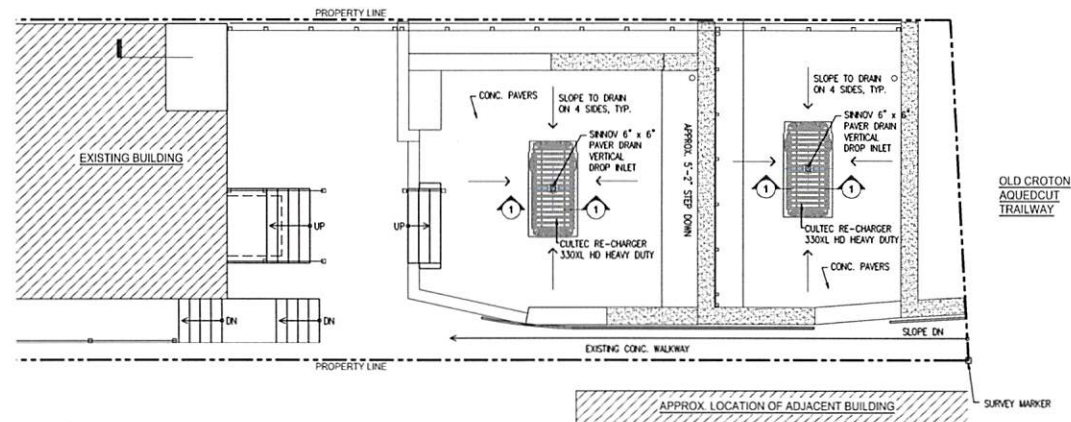 PROPERTY LINE
EXISTING BUILDING
UP
DN
DN
UP
CONC. PAVERS
SLOPE TO DRAIN
ON 4 SIDES, TYP.
SINNOV 6" x 6"
PAVER DRAIN
VERTICAL
DROP INLET
1
1
CULTEC RE-CHARGER
330XL HD HEAVY DUTY
APPROX. 5'-2" STEP DOWN
SLOPE TO DRAIN
ON 4 SIDES, TYP.
SINNOV 6" x 6"
PAVER DRAIN
VERTICAL
DROP INLET
1
1
CULTEC RE-CHARGER
330XL HD HEAVY DUTY
CONC. PAVERS
OLD CROTON
AQUEDCUT
TRAILWAY
SLOPE DN
EXISTING CONC. WALKWAY
PROPERTY LINE
APPROX. LOCATION OF ADJACENT BUILDING
SURVEY MARKER